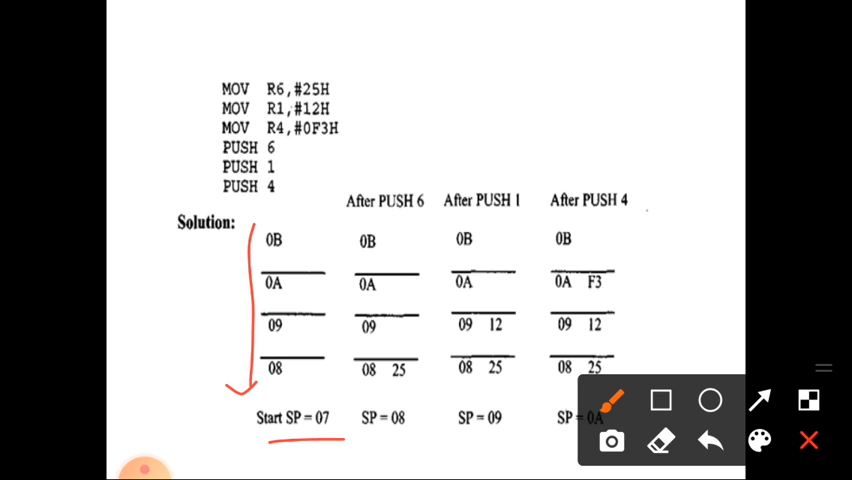 MOV R6,#25H
MOV R1,#12H
MOV R4,#0F3H
PUSH 6
PUSH 1
PUSH 4
After PUSH 6 After PUSH 1 After PUSH 4
Solution:
0B 0B 0B 0B
0A 0A 0A 0A F3
09 09 09 12 09 12
08 08 25 08 25 08 25
Start SP = 07 SP = 08 SP = 09 SP = 0A